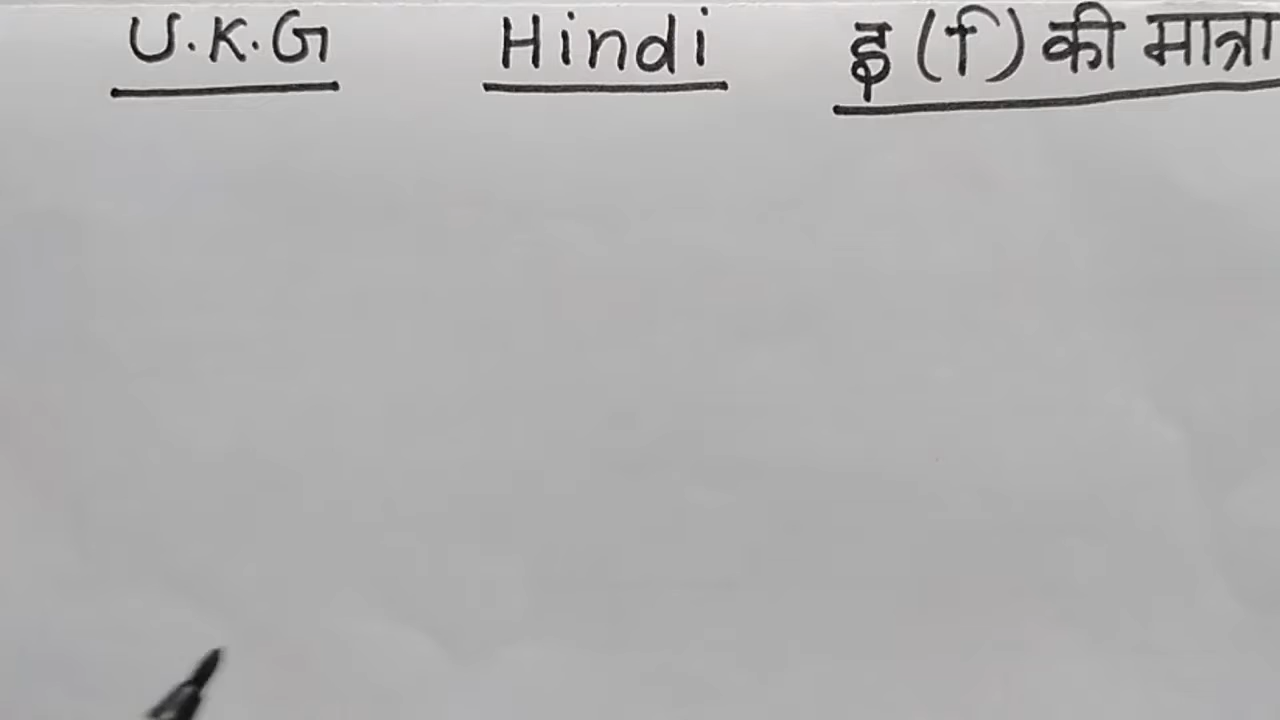 U.K.G Hindi इ (ि) की मात्रा